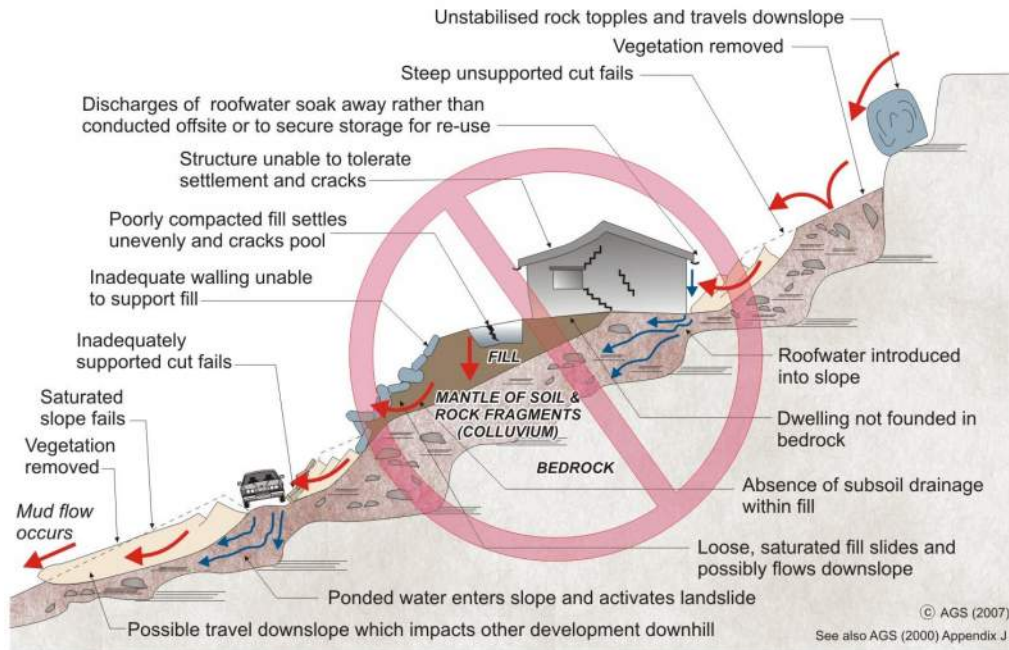 Unstabilised rock topples and travels downslope
Vegetation removed
Steep unsupported cut fails
Discharges of roofwater soak away rather than
conducted offsite or to secure storage for re-use
Structure unable to tolerate
settlement and cracks
Poorly compacted fill settles
unevenly and cracks pool
Inadequate walling unable
to support fill
Inadequately
supported cut fails
Saturated
slope fails
Vegetation
removed
Mud flow
occurs
FILL
MANTLE OF SOIL &
ROCK FRAGMENTS
(COLLUVIUM)
BEDROCK
Roofwater introduced
into slope
Dwelling not founded in
bedrock
Absence of subsoil drainage
within fill
Loose, saturated fill slides and
possibly flows downslope
Ponded water enters slope and activates landslide
Possible travel downslope which impacts other development downhill
© AGS (2007)
See also AGS (2000) Appendix J